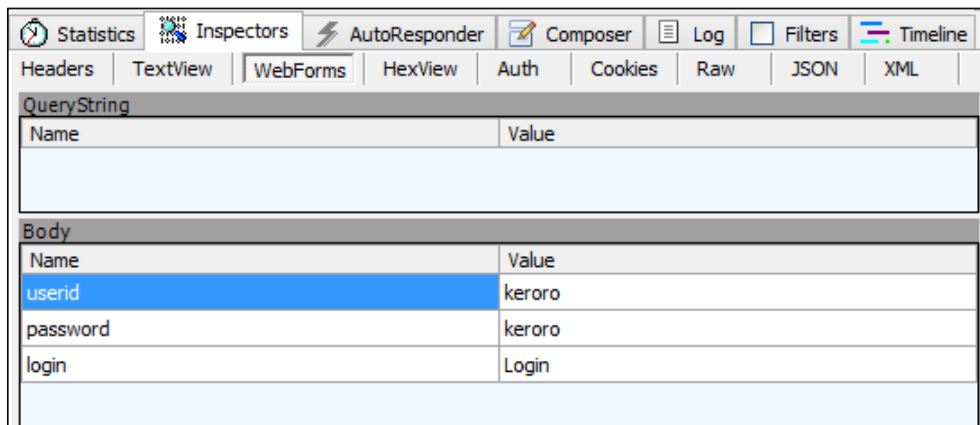 Statistics Inspectors AutoResponder Composer Log Filters Timeline
Headers TextView WebForms HexView Auth Cookies Raw JSON XML
QueryString
Name Value
Body
Name Value
userid keroro
password keroro
login Login